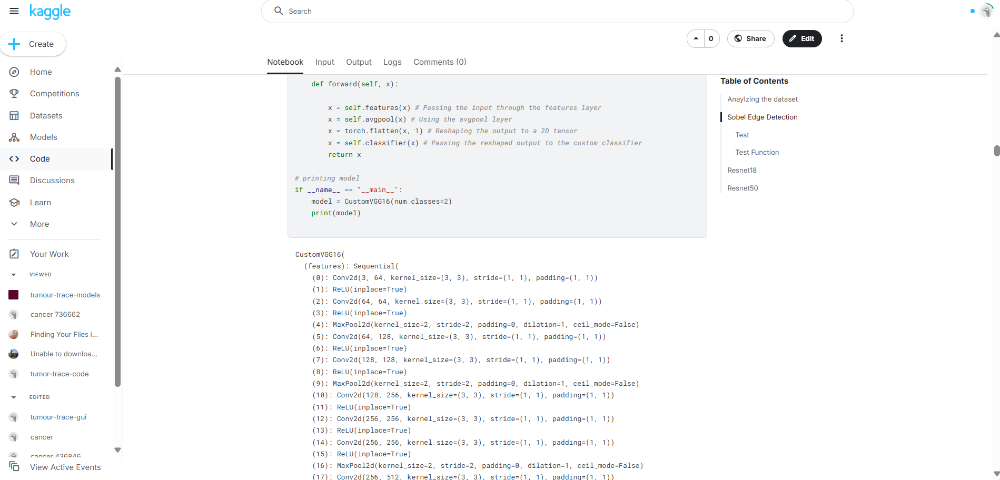 kaggle
Search
Create
0
Share
Edit
Notebook
Input
Output
Logs
Comments (0)
Home
Competitions
Datasets
Models
Code
Discussions
Learn
More
Your Work
VIEWED
tumour-trace-models
cancer 736662
Finding Your Files i...
Unable to downloa...
tumor-trace-code
EDITED
tumour-trace-gui
cancer
cancer 436846
View Active Events
def forward(self, x):
x = self.features(x) # Passing the input through the features layer
x = self.avgpool(x) # Using the avgpool layer
x = torch.flatten(x, 1) # Reshaping the output to a 2D tensor
x = self.classifier(x) # Passing the reshaped output to the custom classifier
return x
# printing model
if __name__ == "__main__":
model = CustomVGG16(num_classes=2)
print(model)
CustomVGG16(
(features): Sequential(
(0): Conv2d(3, 64, kernel_size=(3, 3), stride=(1, 1), padding=(1, 1))
(1): ReLU(inplace=True)
(2): Conv2d(64, 64, kernel_size=(3, 3), stride=(1, 1), padding=(1, 1))
(3): ReLU(inplace=True)
(4): MaxPool2d(kernel_size=2, stride=2, padding=0, dilation=1, ceil_mode=False)
(5): Conv2d(64, 128, kernel_size=(3, 3), stride=(1, 1), padding=(1, 1))
(6): ReLU(inplace=True)
(7): Conv2d(128, 128, kernel_size=(3, 3), stride=(1, 1), padding=(1, 1))
(8): ReLU(inplace=True)
(9): MaxPool2d(kernel_size=2, stride=2, padding=0, dilation=1, ceil_mode=False)
(10): Conv2d(128, 256, kernel_size=(3, 3), stride=(1, 1), padding=(1, 1))
(11): ReLU(inplace=True)
(12): Conv2d(256, 256, kernel_size=(3, 3), stride=(1, 1), padding=(1, 1))
(13): ReLU(inplace=True)
(14): Conv2d(256, 256, kernel_size=(3, 3), stride=(1, 1), padding=(1, 1))
(15): ReLU(inplace=True)
(16): MaxPool2d(kernel_size=2, stride=2, padding=0, dilation=1, ceil_mode=False)
(17): Conv2d(256, 512, kernel_size=(3, 3), stride=(1, 1), padding=(1, 1))
Table of Contents
Anaylzing the dataset
Sobel Edge Detection
Test
Test Function
Resnet18
Resnet50